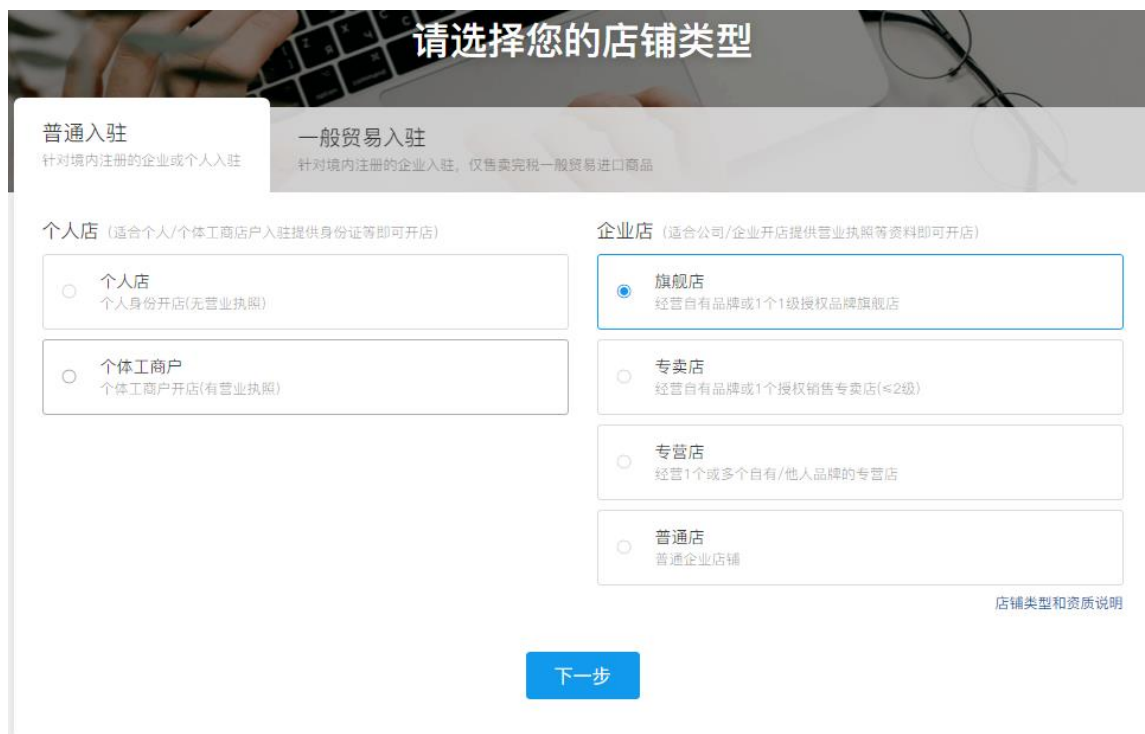 请选择您的店铺类型
普通入驻
针对境内注册的企业或个人入驻
一般贸易入驻
针对境内注册的企业入驻，仅售卖完税一般贸易进口商品
个人店（适合个人/个体工商店户入驻提供身份证等即可开店）
个人店
个人身份开店(无营业执照)
个体工商户
个体工商户开店(有营业执照)
企业店（适合公司/企业开店提供营业执照等资料即可开店）
旗舰店
经营自有品牌或1个1级授权品牌旗舰店
专卖店
经营自有品牌或1个授权销售专卖店(≤2级)
专营店
经营1个或多个自有/他人品牌的专营店
普通店
普通企业店铺
店铺类型和资质说明
下一步